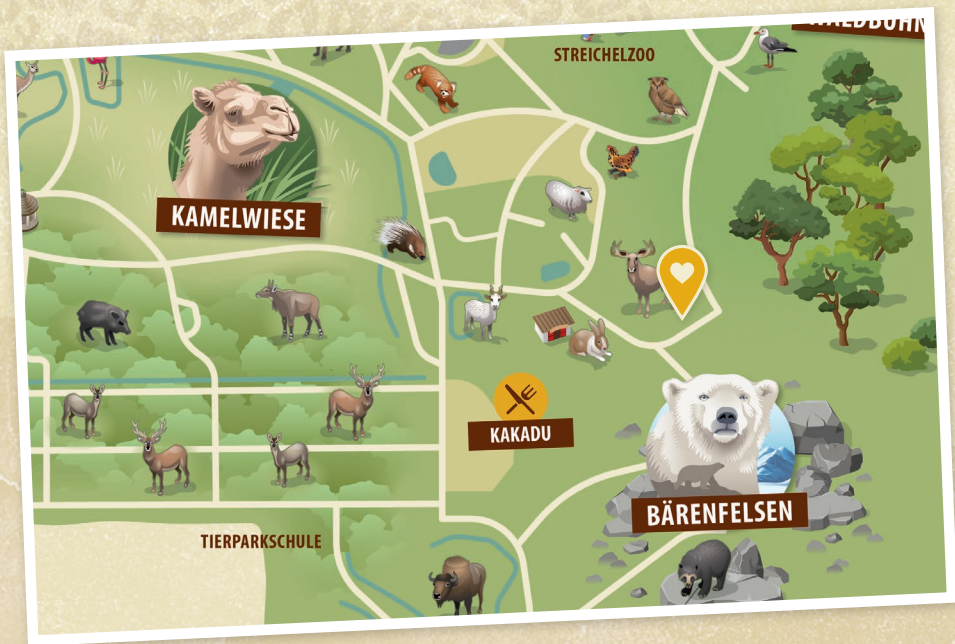 STREICHELZOO
KAMELWIESE
KAKADU
BÄRENFELSEN
TIERPARKSCHULE